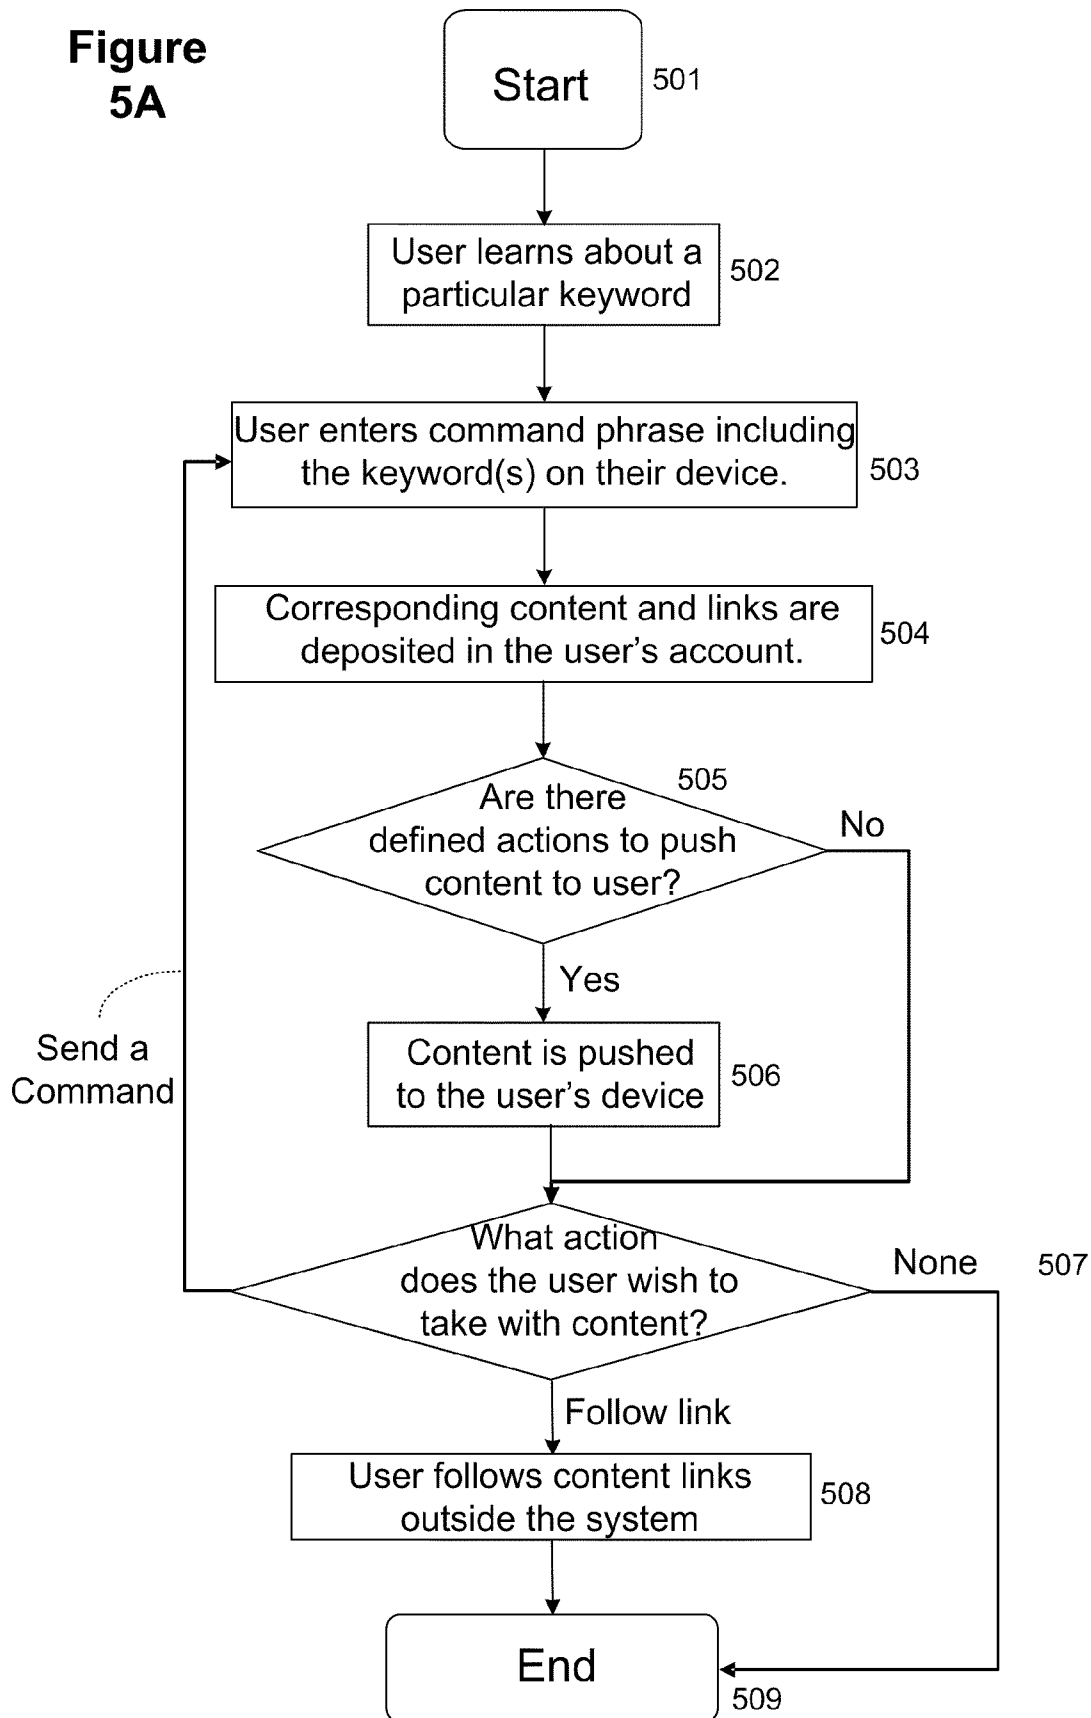 Figure
5A
Start
501
User learns about a
particular keyword
502
User enters command phrase including
the keyword(s) on their device.
503
Corresponding content and links are
deposited in the user's account.
504
505
Are there
defined actions to push
content to user?
No
Yes
Content is pushed
to the user's device
506
Send a
Command
What action
does the user wish to
take with content?
None
507
Follow link
User follows content links
outside the system
508
End
509